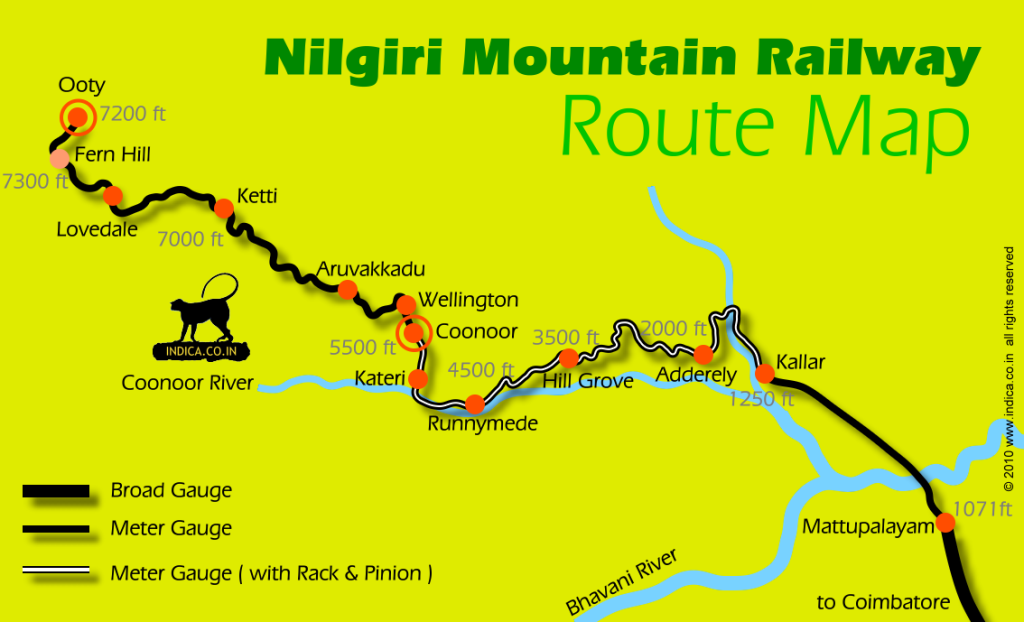 Nilgiri Mountain Railway
Route Map
Ooty
7200 ft
Fern Hill
7300 ft
Lovedale
Ketti
7000 ft
Aruvakkadu
Wellington
Coonoor
5500 ft
INDICA.CO.IN
Coonoor River
Kateri
4500 ft
Runnymede
3500 ft
Hill Grove
2000 ft
Adderely
Kallar
1250 ft
© 2010 www.indica.co.in all rights reserved
Broad Gauge
Meter Gauge
Meter Gauge ( with Rack & Pinion )
1071ft
Mattupalayam
Bhavani River
to Coimbatore